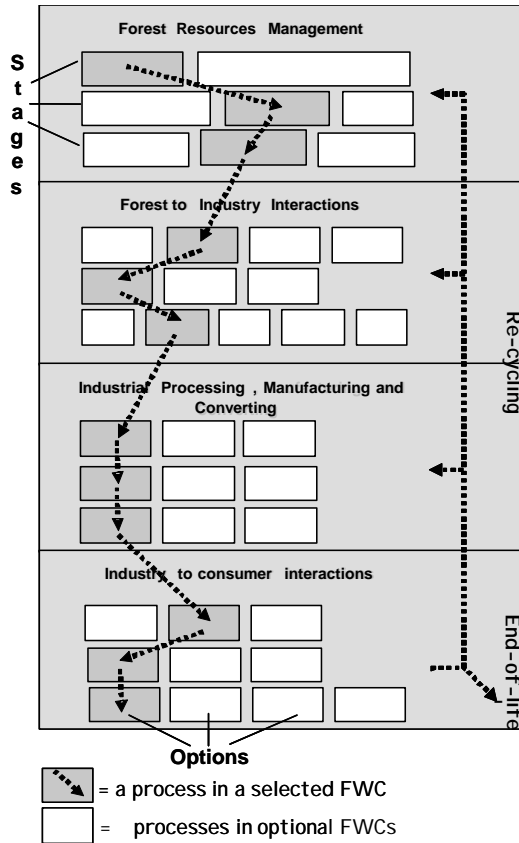 Forest Resources Management
Stages
Forest to Industry Interactions
Re-cycling
Industrial Processing , Manufacturing and
Converting
Industry to consumer interactions
End-of-life
Options
= a process in a selected FWC
= processes in optional FWCs